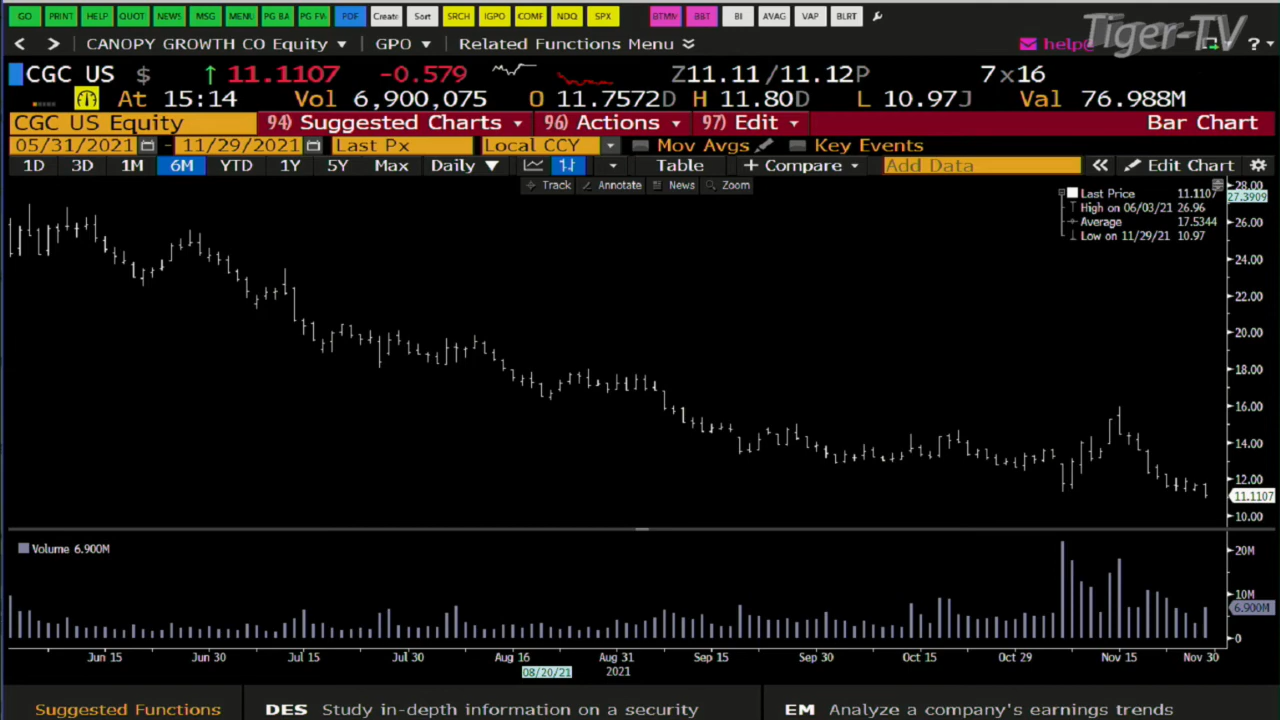 GO PRINT HELP QUOT NEWS MSG MENU PG BA PG FW PDF Create Sort SRCH IGPO COMF NDQ SPX BTMM BBT BI AVAG VAP BLRT
Tiger-TV
< > CANOPY GROWTH CO Equity GPO Related Functions Menu help@ ?
CGC US $ ↑ 11.1107 -0.579 Z11.11/11.12P 7x16
At 15:14 Vol 6,900,075 O 11.7572D H 11.80D L 10.97J Val 76.988M
CGC US Equity 94) Suggested Charts 96) Actions 97) Edit Bar Chart
05/31/2021 - 11/29/2021 Last Px Local CCY Mov Avgs Key Events
1D 3D 1M 6M YTD 1Y 5Y Max Daily ▼ Table + Compare Add Data « Edit Chart
Track Annotate News Zoom
Last Price 11.1107
High on 06/03/21 26.96
Average 17.5344
Low on 11/29/21 10.97
28.00
27.3909
26.00
24.00
22.00
20.00
18.00
16.00
14.00
12.00
11.1107
10.00
Volume 6.900M
20M
10M
6.900M
0
Jun 15 Jun 30 Jul 15 Jul 30 Aug 16 Aug 31 Sep 15 Sep 30 Oct 15 Oct 29 Nov 15 Nov 30
08/20/21 2021
Suggested Functions DES Study in-depth information on a security EM Analyze a company's earnings trends